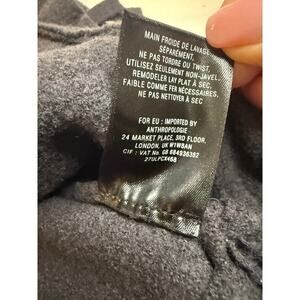 MAIN FROIDE DE LAVAGE
SÉPARÉMENT.
NE PAS TORDRE OU TWIST.
UTILISEZ SEULEMENT NON-JAVEL.
REMODELER LAY PLAT À SEC.
FAIBLE COMME FER NÉCESSAIRES.
NE PAS NETTOYER À SEC
FOR EU : IMPORTED BY
ANTHROPOLOGIE
24 MARKET PLACE, 3RD FLOOR,
LONDON, UK W1W8AN
CIF : VAT No. GB 684936382
27ULPCX468